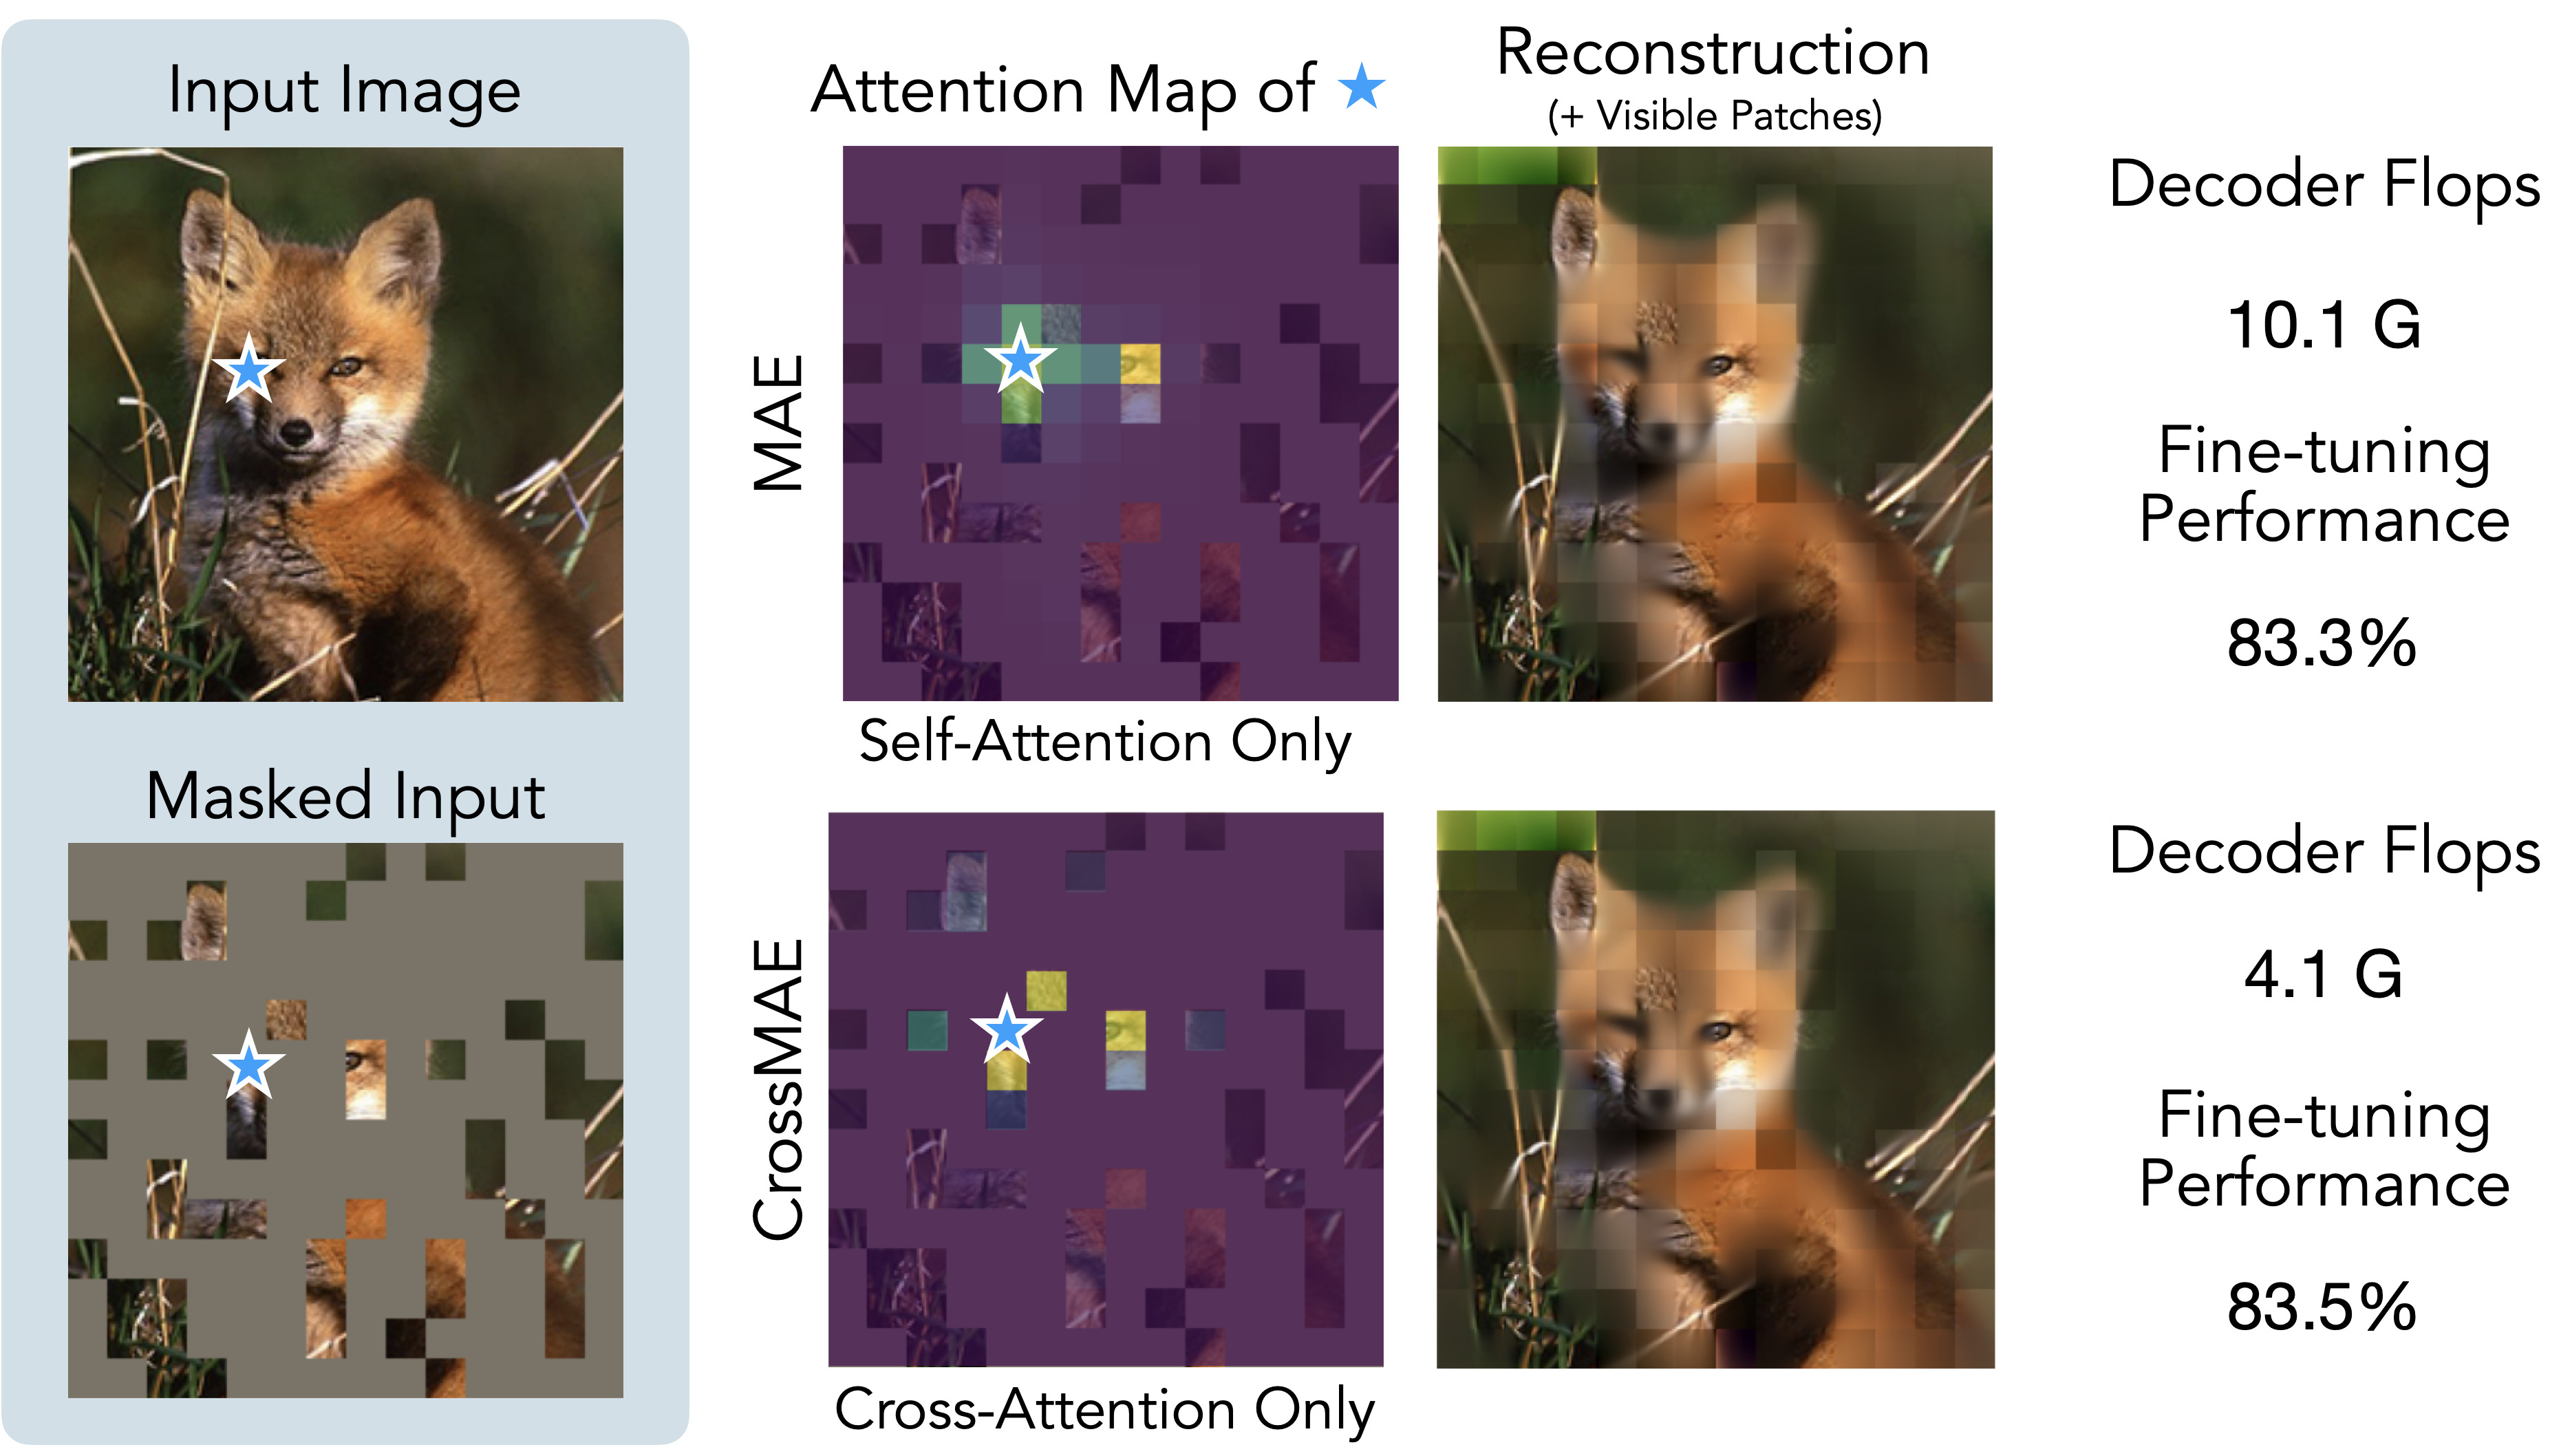 Input Image
Masked Input
Attention Map of
Reconstruction
(+ Visible Patches)
MAE
Self-Attention Only
Decoder Flops
10.1 G
Fine-tuning
Performance
83.3%
CrossMAE
Cross-Attention Only
Decoder Flops
4.1 G
Fine-tuning
Performance
83.5%